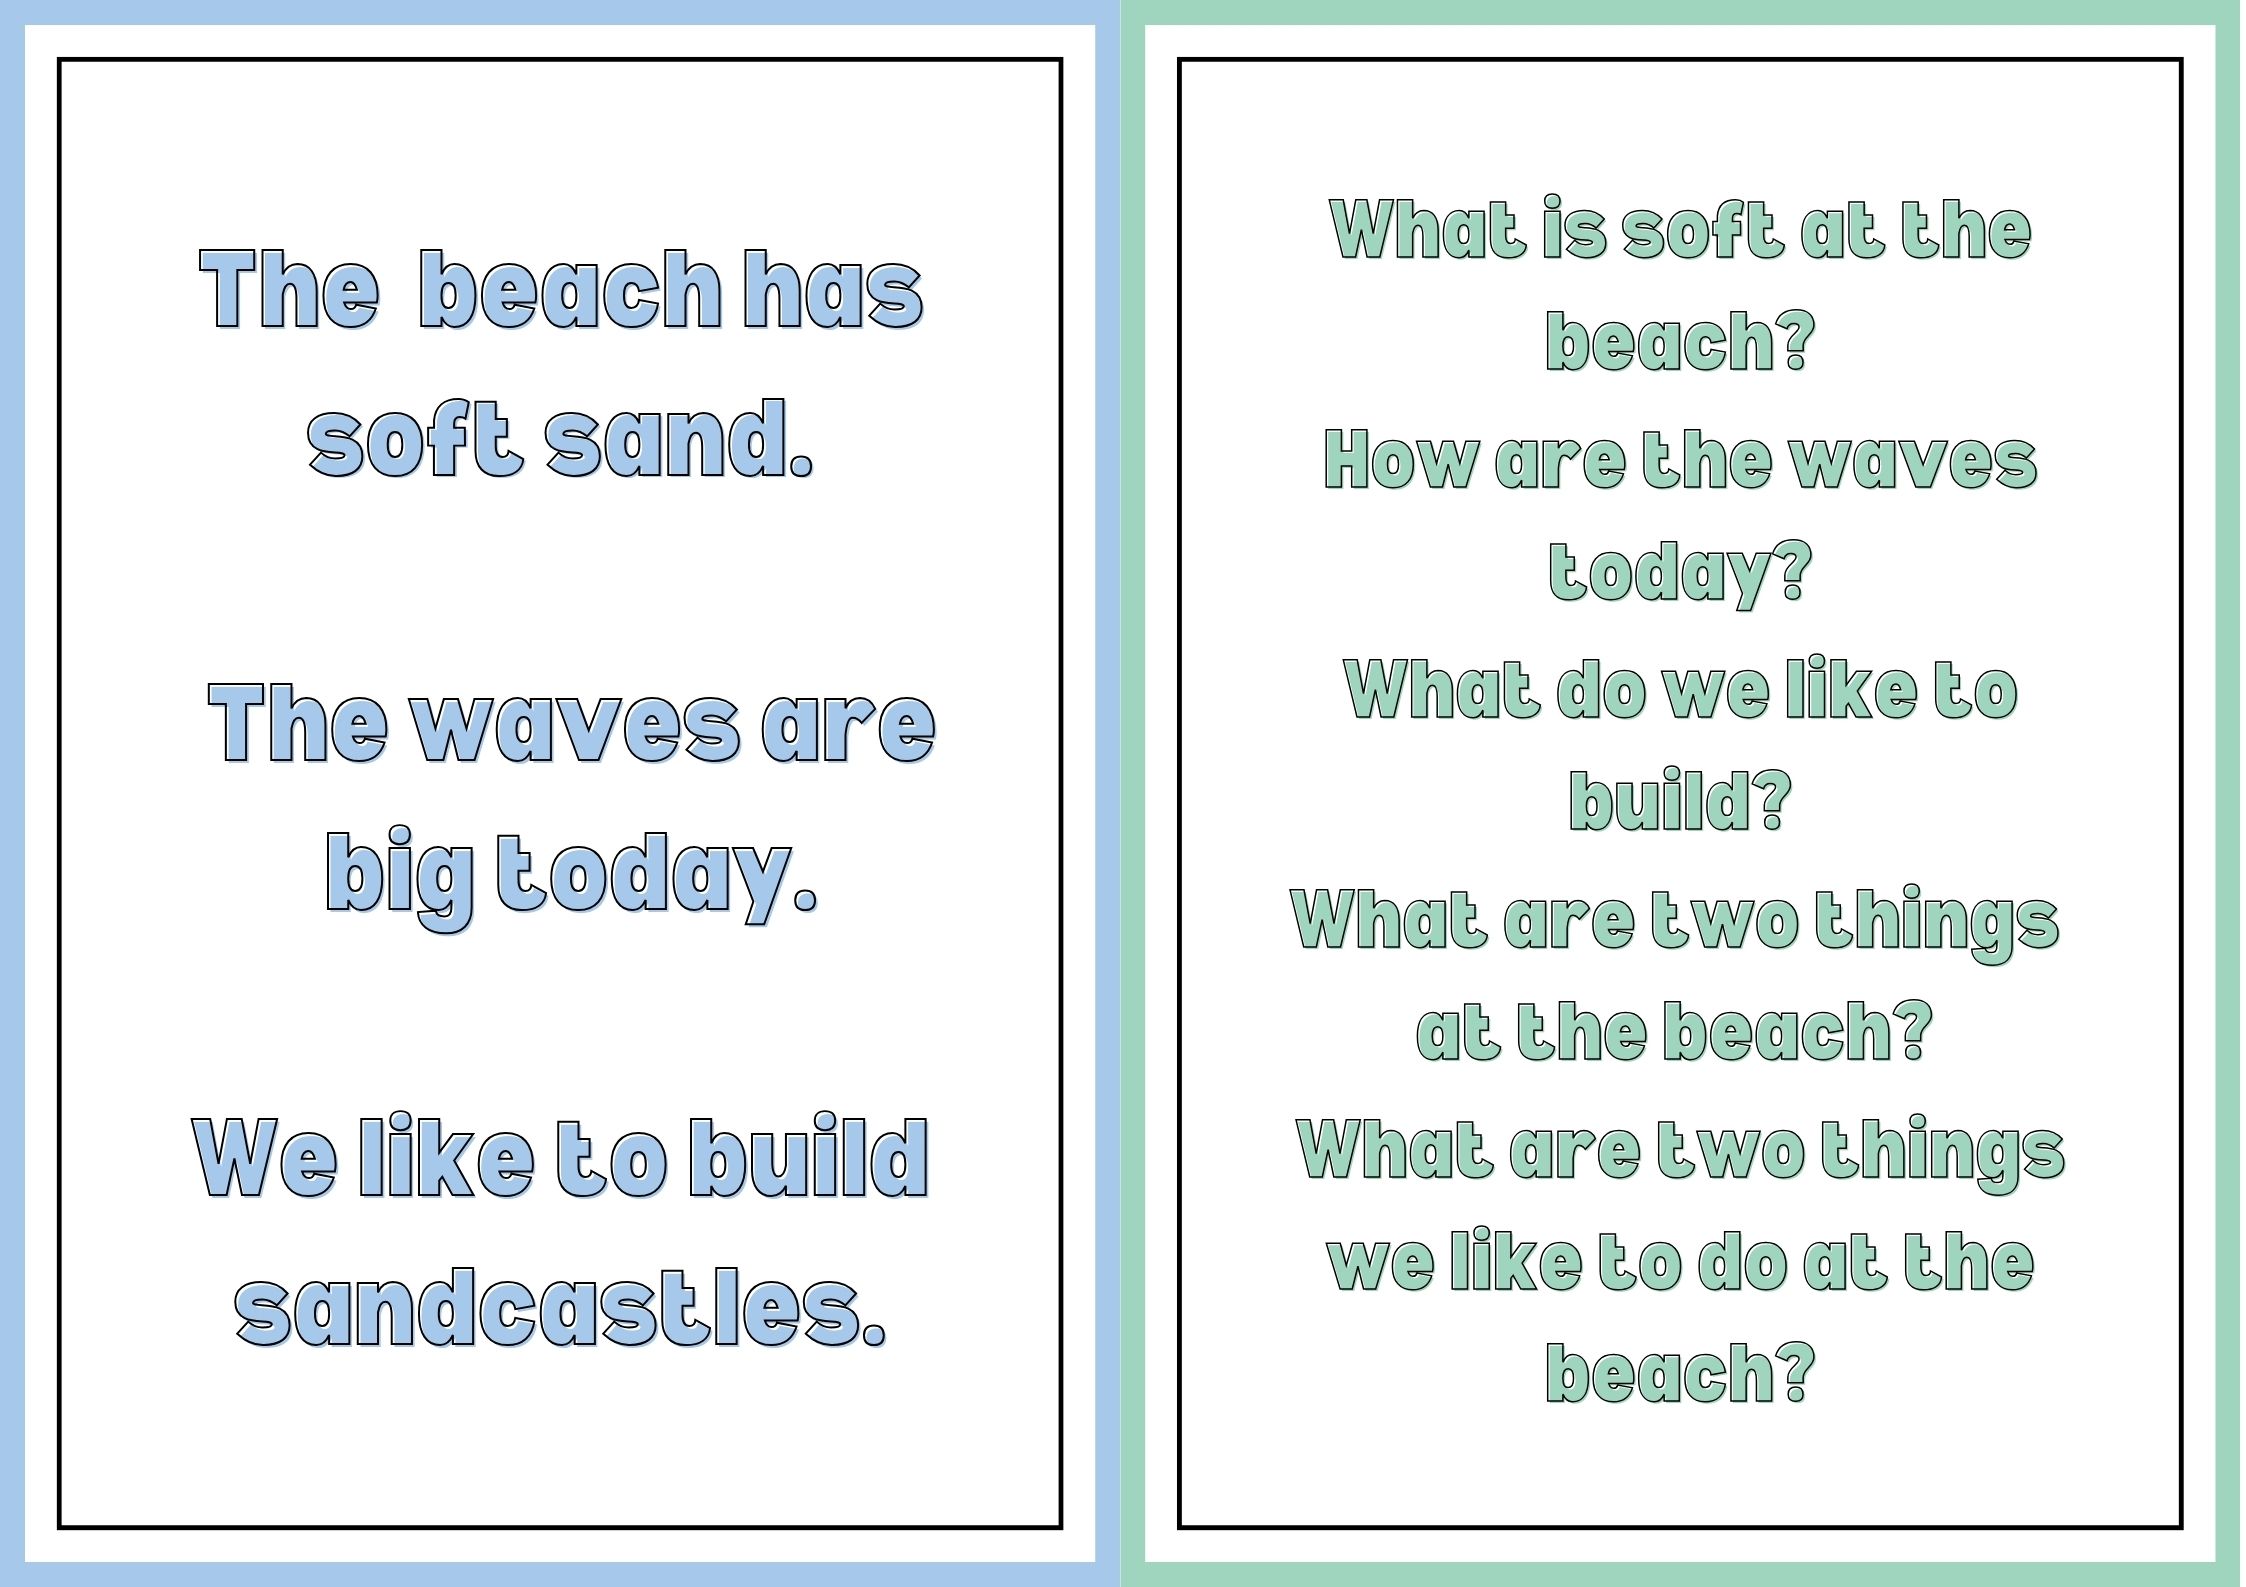 The  beach has
soft sand.
The waves are
big today.
We like to build
sandcastles.
What is soft at the
beach?
How are the waves
today?
What do we like to
build?
What are two things
at the beach?
What are two things
we like to do at the
beach?